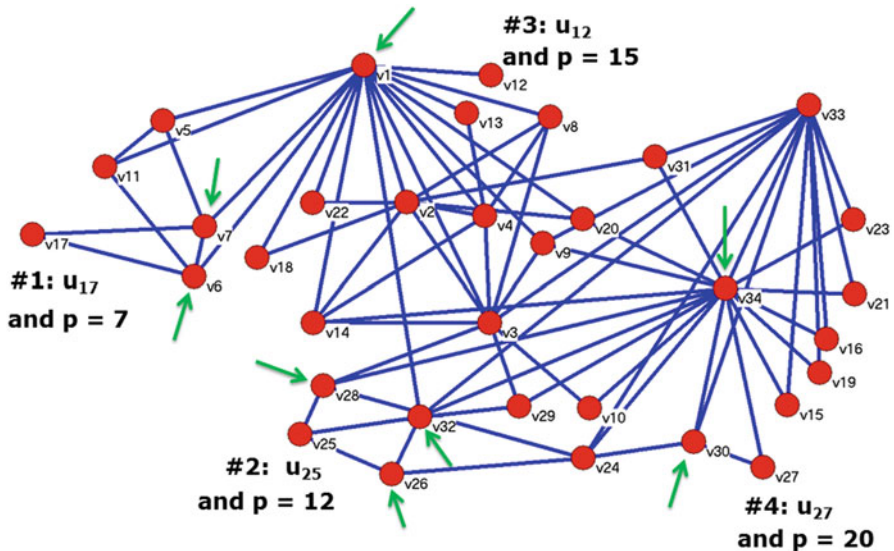 #3: u12
and p = 15
v1
v12
v13
v8
v33
v5
v31
v11
v22
v2
v4
v20
v23
v7
v17
v9
v18
v6
v34
v21
#1: u17
and p = 7
v14
v3
v16
v19
v28
v29
v10
v15
v32
v25
v30
#2: u25
and p = 12
v26
v24
v27
#4: u27
and p = 20